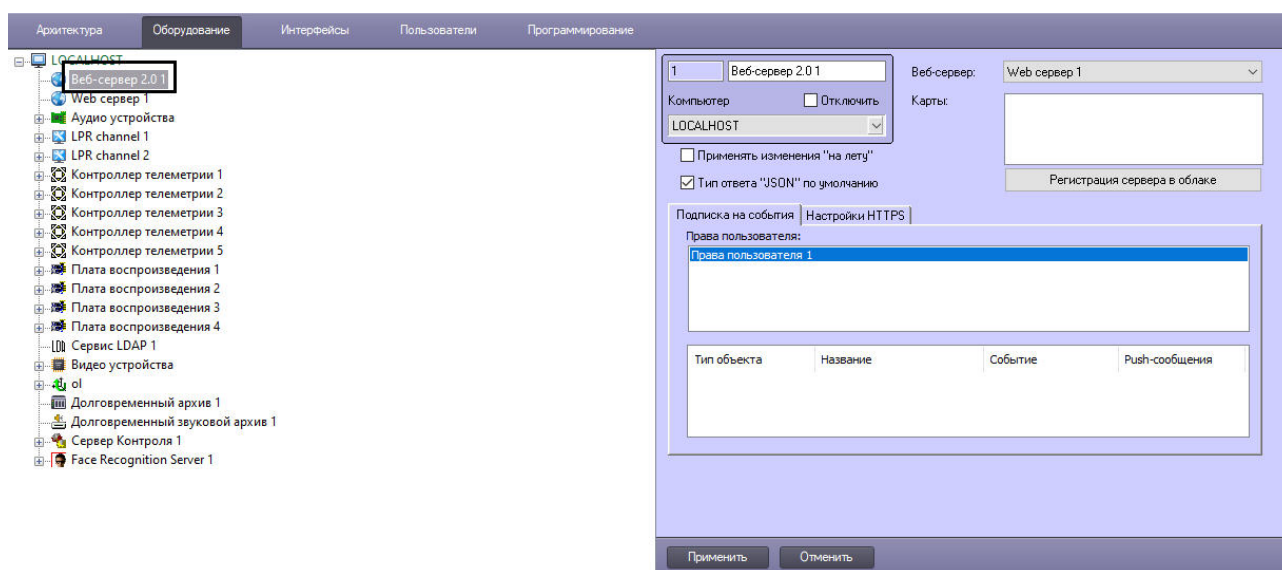 Архитектура Оборудование Интерфейсы Пользователи Программирование
LOCALHOST
Веб-сервер 2.0 1
Web сервер 1
Аудио устройства
LPR channel 1
LPR channel 2
Контроллер телеметрии 1
Контроллер телеметрии 2
Контроллер телеметрии 3
Контроллер телеметрии 4
Контроллер телеметрии 5
Плата воспроизведения 1
Плата воспроизведения 2
Плата воспроизведения 3
Плата воспроизведения 4
Сервис LDAP 1
Видео устройства
ol
Долговременный архив 1
Долговременный звуковой архив 1
Сервер Контроля 1
Face Recognition Server 1
1 Веб-сервер 2.0 1
Компьютер Отключить
LOCALHOST
Веб-сервер: Web сервер 1
Карты:
Применять изменения "на лету"
Тип ответа "JSON" по умолчанию
Регистрация сервера в облаке
Подписка на события Настройки HTTPS
Права пользователя:
Права пользователя 1
Тип объекта Название Событие Push-сообщения
Применить Отменить